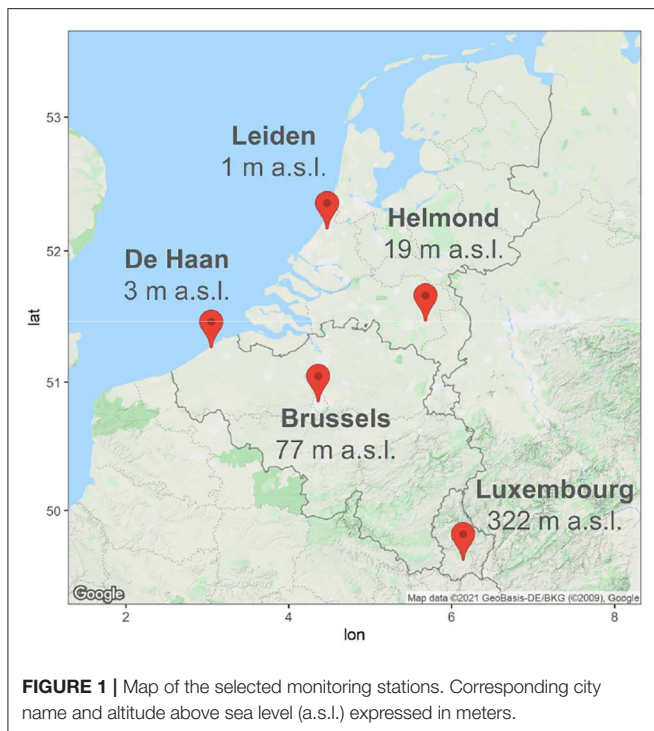 53
Leiden
1 m a.s.l.
Helmond
19 m a.s.l.
52
De Haan
3 m a.s.l.
lat
51
Brussels
77 m a.s.l.
Luxembourg
322 m a.s.l.
50
Google
Map data ©2021 GeoBasis-DE/BKG (©2009), Google
2 4 6 8
lon
FIGURE 1 | Map of the selected monitoring stations. Corresponding city
name and altitude above sea level (a.s.l.) expressed in meters.